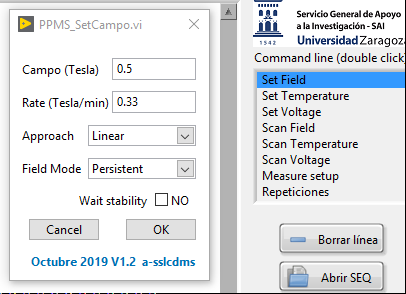 PPMS_SetCampo.vi
Campo (Tesla) 0.5
Rate (Tesla/min) 0.33
Approach Linear
Field Mode Persistent
Wait stability NO
Cancel OK
Octubre 2019 V1.2 a-sslcdms
1542
Servicio General de Apoyo
a la Investigación - SAI
Universidad Zaragoza
Command line (double click)
Set Field
Set Temperature
Set Voltage
Scan Field
Scan Temperature
Scan Voltage
Measure setup
Repeticiones
Borrar línea
Abrir SEQ